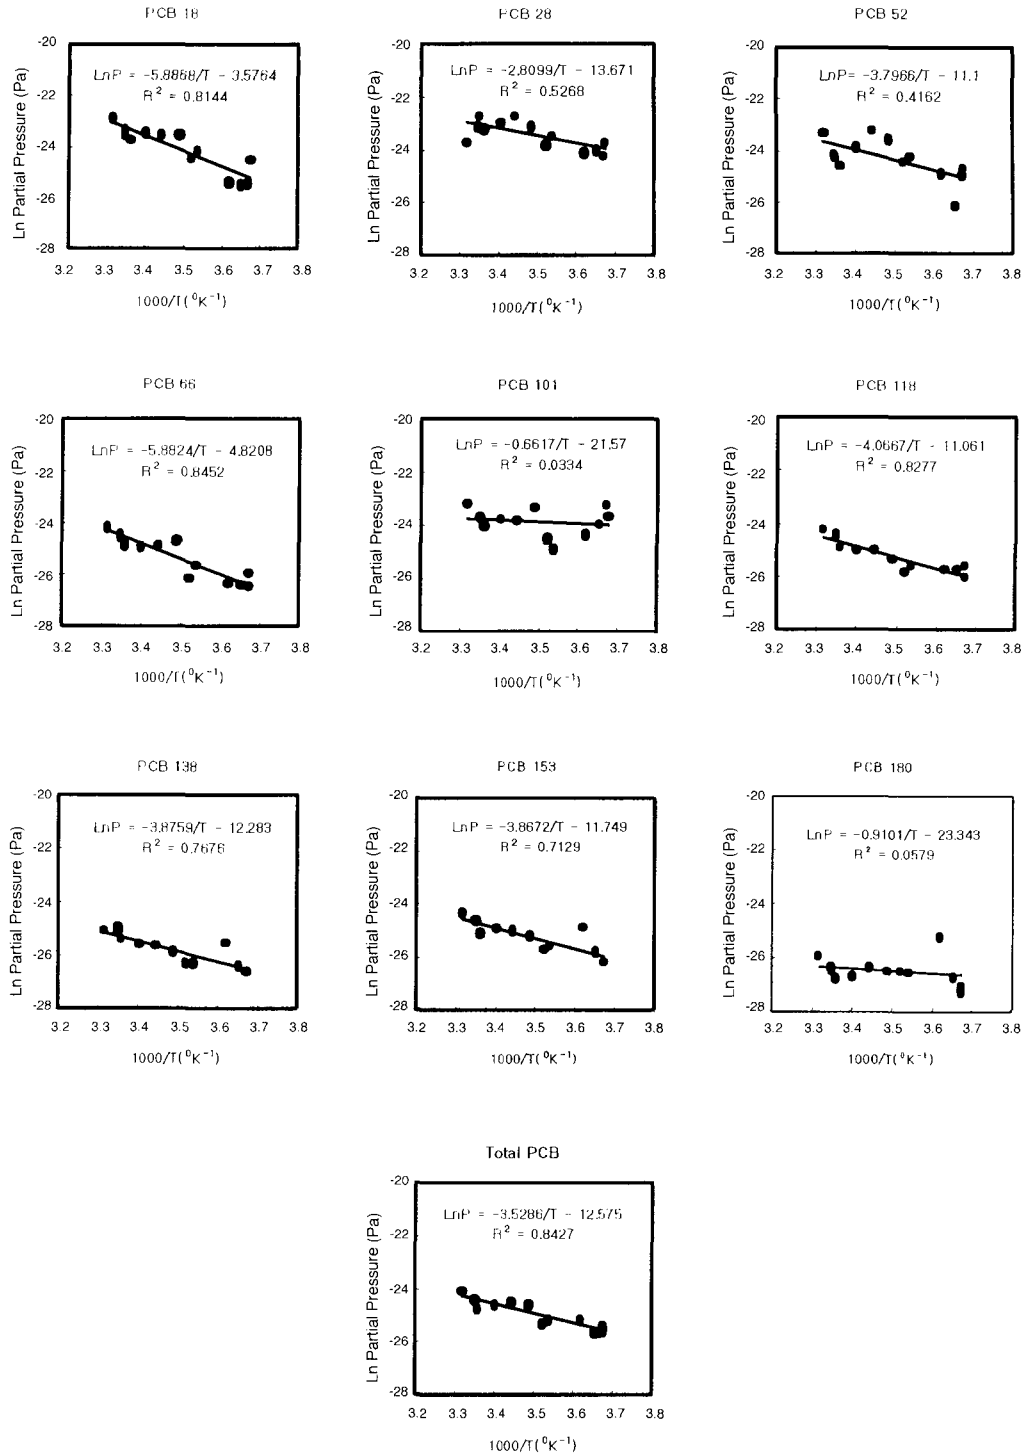 PCB 18
Ln Partial Pressure (Pa)
-20
-22
-24
-26
-28
LnP = -5.8868/T - 3.5764
R² = 0.8144
3.2 3.3 3.4 3.5 3.6 3.7 3.8
1000/T(⁰K⁻¹)
PCB 28
Ln Partial Pressure (Pa)
-20
-22
-24
-26
-28
LnP = -2.8099/T - 13.671
R² = 0.5268
3.2 3.3 3.4 3.5 3.6 3.7 3.8
1000/T(⁰K⁻¹)
PCB 52
Ln Partial Pressure (Pa)
-20
-22
-24
-26
-28
LnP= -3.7966/T - 11.1
R² = 0.4162
3.2 3.3 3.4 3.5 3.6 3.7 3.8
1000/T(⁰K⁻¹)
PCB 66
Ln Partial Pressure (Pa)
-20
-22
-24
-26
-28
LnP = -5.8824/T - 4.8208
R² = 0.8452
3.2 3.3 3.4 3.5 3.6 3.7 3.8
1000/T(⁰K⁻¹)
PCB 101
Ln Partial Pressure (Pa)
-20
-22
-24
-26
-28
LnP = -0.6617/T - 21.57
R² = 0.0334
3.2 3.3 3.4 3.5 3.6 3.7 3.8
1000/T(⁰K⁻¹)
PCB 118
Ln Partial Pressure (Pa)
-20
-22
-24
-26
-28
LnP = -4.0667/T - 11.061
R² = 0.8277
3.2 3.3 3.4 3.5 3.6 3.7 3.8
1000/T(⁰K⁻¹)
PCB 138
Ln Partial Pressure (Pa)
-20
-22
-24
-26
-28
LnP = -3.8759/T - 12.283
R² = 0.7676
3.2 3.3 3.4 3.5 3.6 3.7 3.8
1000/T(⁰K⁻¹)
PCB 153
Ln Partial Pressure (Pa)
-20
-22
-24
-26
-28
LnP = -3.8672/T - 11.749
R² = 0.7129
3.2 3.3 3.4 3.5 3.6 3.7 3.8
1000/T(⁰K⁻¹)
PCB 180
Ln Partial Pressure (Pa)
-20
-22
-24
-26
-28
LnP = -0.9101/T - 23.343
R² = 0.0579
3.2 3.3 3.4 3.5 3.6 3.7 3.8
1000/T(⁰K⁻¹)
Total PCB
Ln Partial Pressure (Pa)
-20
-22
-24
-26
-28
LnP = -3.5286/T - 12.575
R² = 0.8427
3.2 3.3 3.4 3.5 3.6 3.7 3.8
1000/T(⁰K⁻¹)